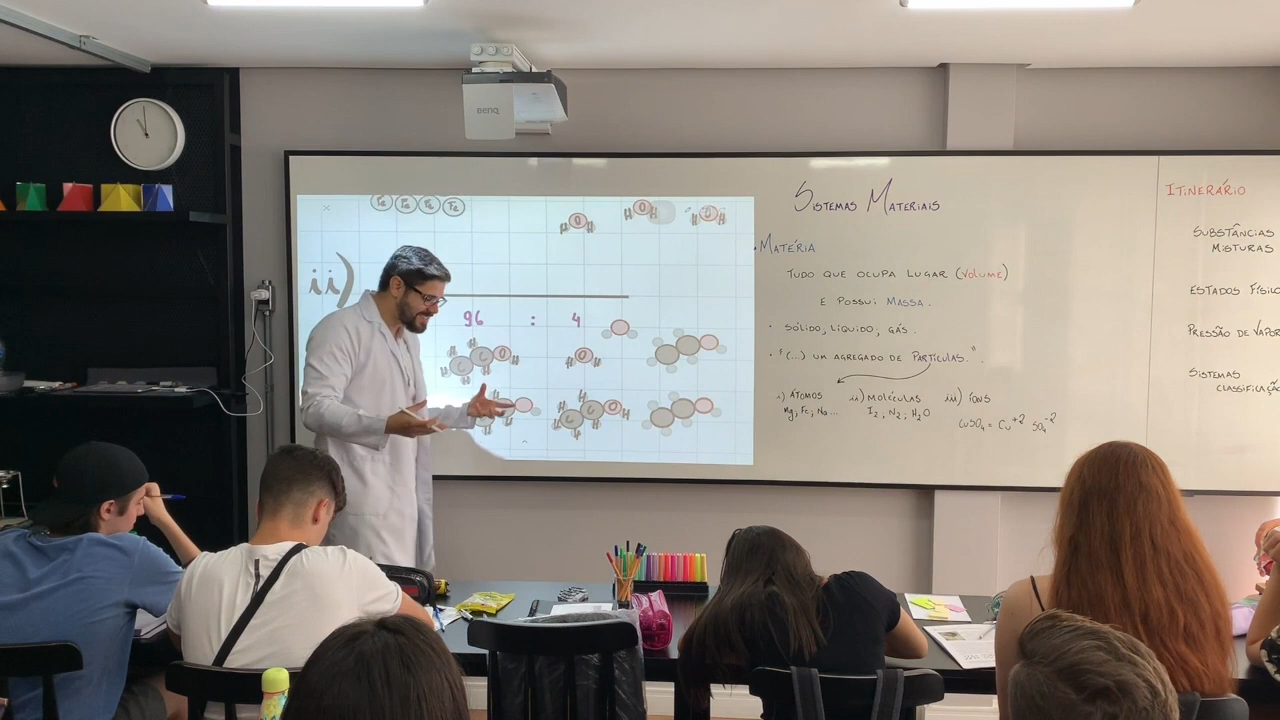 BENQ
Fe Fe Fe Fe
H O H H O H H O H
ii)
96 : 4
H H C C O H
H O H
H H C C O H
SISTEMAS MATERIAIS
MATÉRIA
TUDO QUE OCUPA LUGAR (VOLUME)
E POSSUI MASSA.
• SÓLIDO, LÍQUIDO, GÁS.
• "(...) UM AGREGADO DE PARTÍCULAS.".
i) ÁTOMOS ii) MOLÉCULAS iii) ÍONS
Mg, Fe, Na... I2, N2, H2O
CuSO4 = Cu+2 SO4-2
ITINERÁRIO
SUBSTÂNCIAS
MISTURAS
ESTADOS FÍSIC
PRESSÃO DE VAPOR
SISTEMAS
CLASSIFICAÇÃ